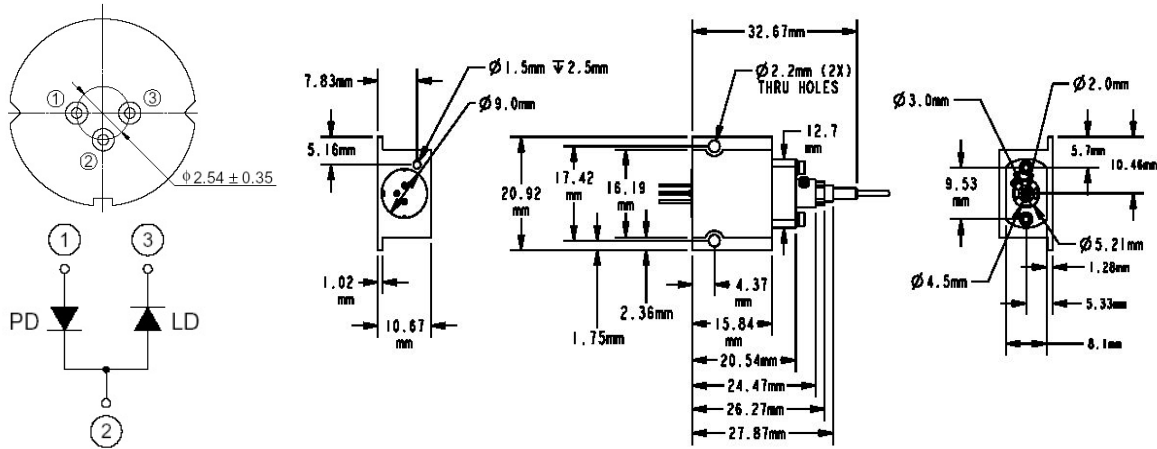 ①
③
②
Φ2.54 ± 0.35
①
③
PD
LD
②
7.83mm
Ø1.5mm ↧2.5mm
Ø9.0mm
5.16mm
1.02
mm
10.67
mm
32.67mm
Ø2.2mm (2X)
THRU HOLES
12.7
mm
20.92
mm
17.42
mm
16.19
mm
4.37
mm
2.36mm
1.75mm
15.84
mm
20.54mm
24.47mm
26.27mm
27.87mm
Ø3.0mm
Ø2.0mm
5.7mm
10.46mm
9.53
mm
Ø5.21mm
Ø4.5mm
1.28mm
5.33mm
8.1mm